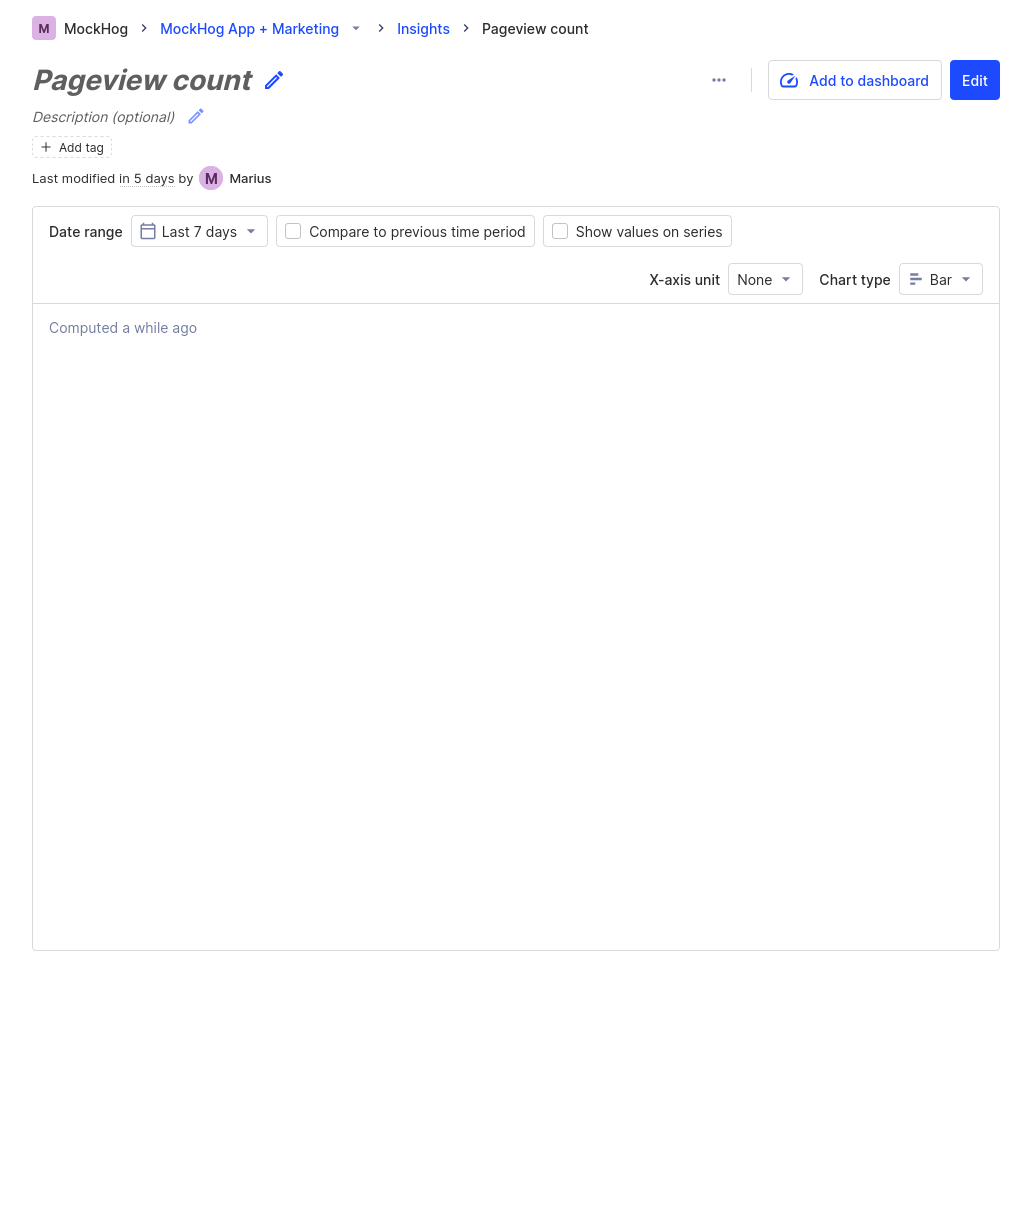 M MockHog MockHog App + Marketing Insights Pageview count
Pageview count
Add to dashboard
Edit
Description (optional)
Add tag
Last modified in 5 days by M Marius
Date range Last 7 days Compare to previous time period Show values on series
X-axis unit None Chart type Bar
Computed a while ago